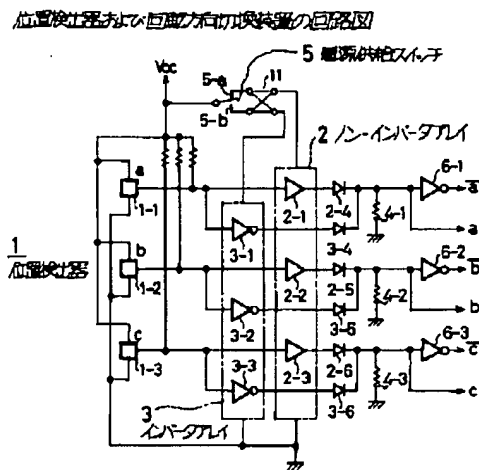 位置検出器および回転方向切換装置の回路図
5 電源供給スイッチ
Vcc
5-a
11
5-b
2 ノン・インバータアレイ
a
1-1
2-1
2-4
4-1
6-1
a̅
a
3-1
3-4
1
位置検出器
b
1-2
2-2
2-5
4-2
6-2
b̅
b
3-2
3-5
c
1-3
2-3
2-6
4-3
6-3
c̅
c
3-3
3-6
3
インバータアレイ